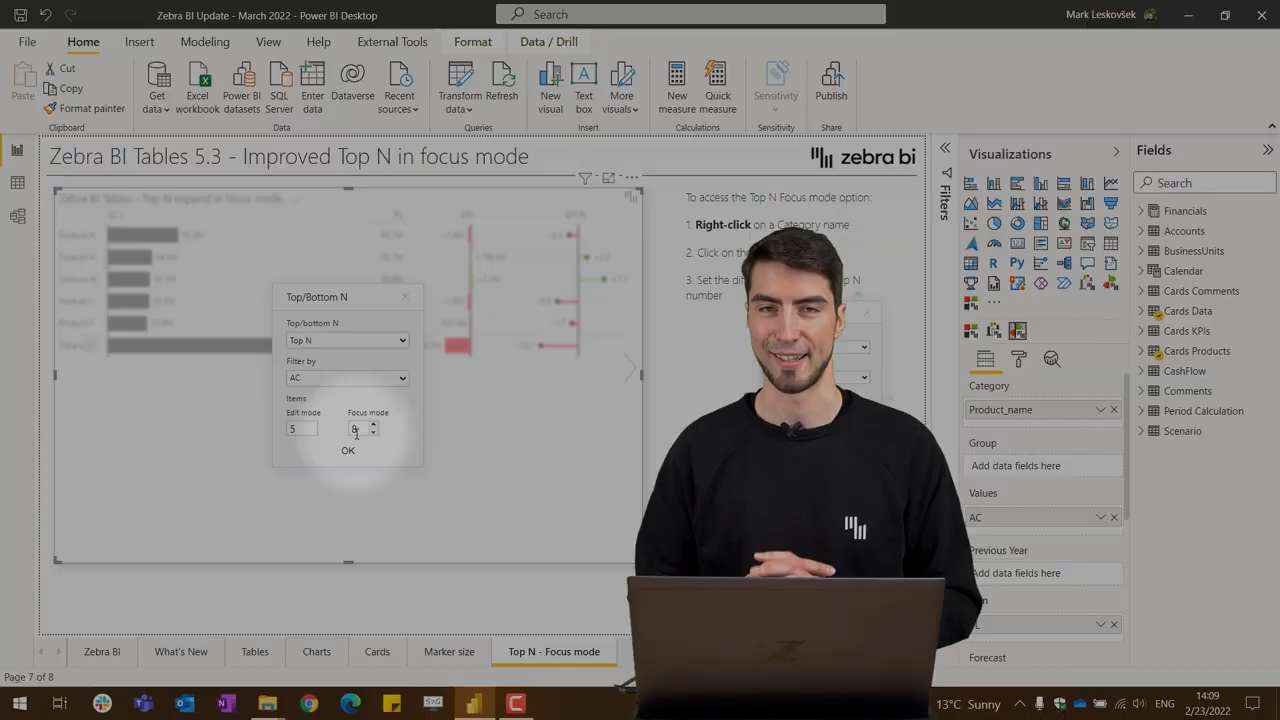 Zebra BI Update - March 2022 - Power BI Desktop
Search
Mark Leskovšek
File
Home
Insert
Modeling
View
Help
External Tools
Format
Data / Drill
Paste
Cut
Copy
Format painter
Clipboard
Get data
Excel workbook
Power BI datasets
SQL Server
Enter data
Dataverse
Recent sources
Data
Transform data
Refresh
Queries
New visual
Text box
More visuals
Insert
New measure
Quick measure
Calculations
Sensitivity
Sensitivity
Publish
Share
Zebra BI Tables 5.3 - Improved Top N in focus mode
zebra bi
Zebra BI Tables - Top N expend in focus mode
To access the Top N Focus mode option:
1. Right-click on a Category name
2. Click on the
3. Set the
number
Top/Bottom N
Top/bottom N
Top N
Filter by
AC
Items
Edit mode
Focus mode
5
8
OK
Filters
Visualizations
Category
Product_name
Group
Add data fields here
Values
AC
Previous Year
Add data fields here
Forecast
Fields
Search
Financials
Accounts
BusinessUnits
Calendar
Cards Comments
Cards Data
Cards KPIs
Cards Products
CashFlow
Comments
Period Calculation
Scenario
Zebra BI
What's New
Tables
Charts
Cards
Marker size
Top N - Focus mode
Page 7 of 8
13°C Sunny
ENG
14:09
2/23/2022